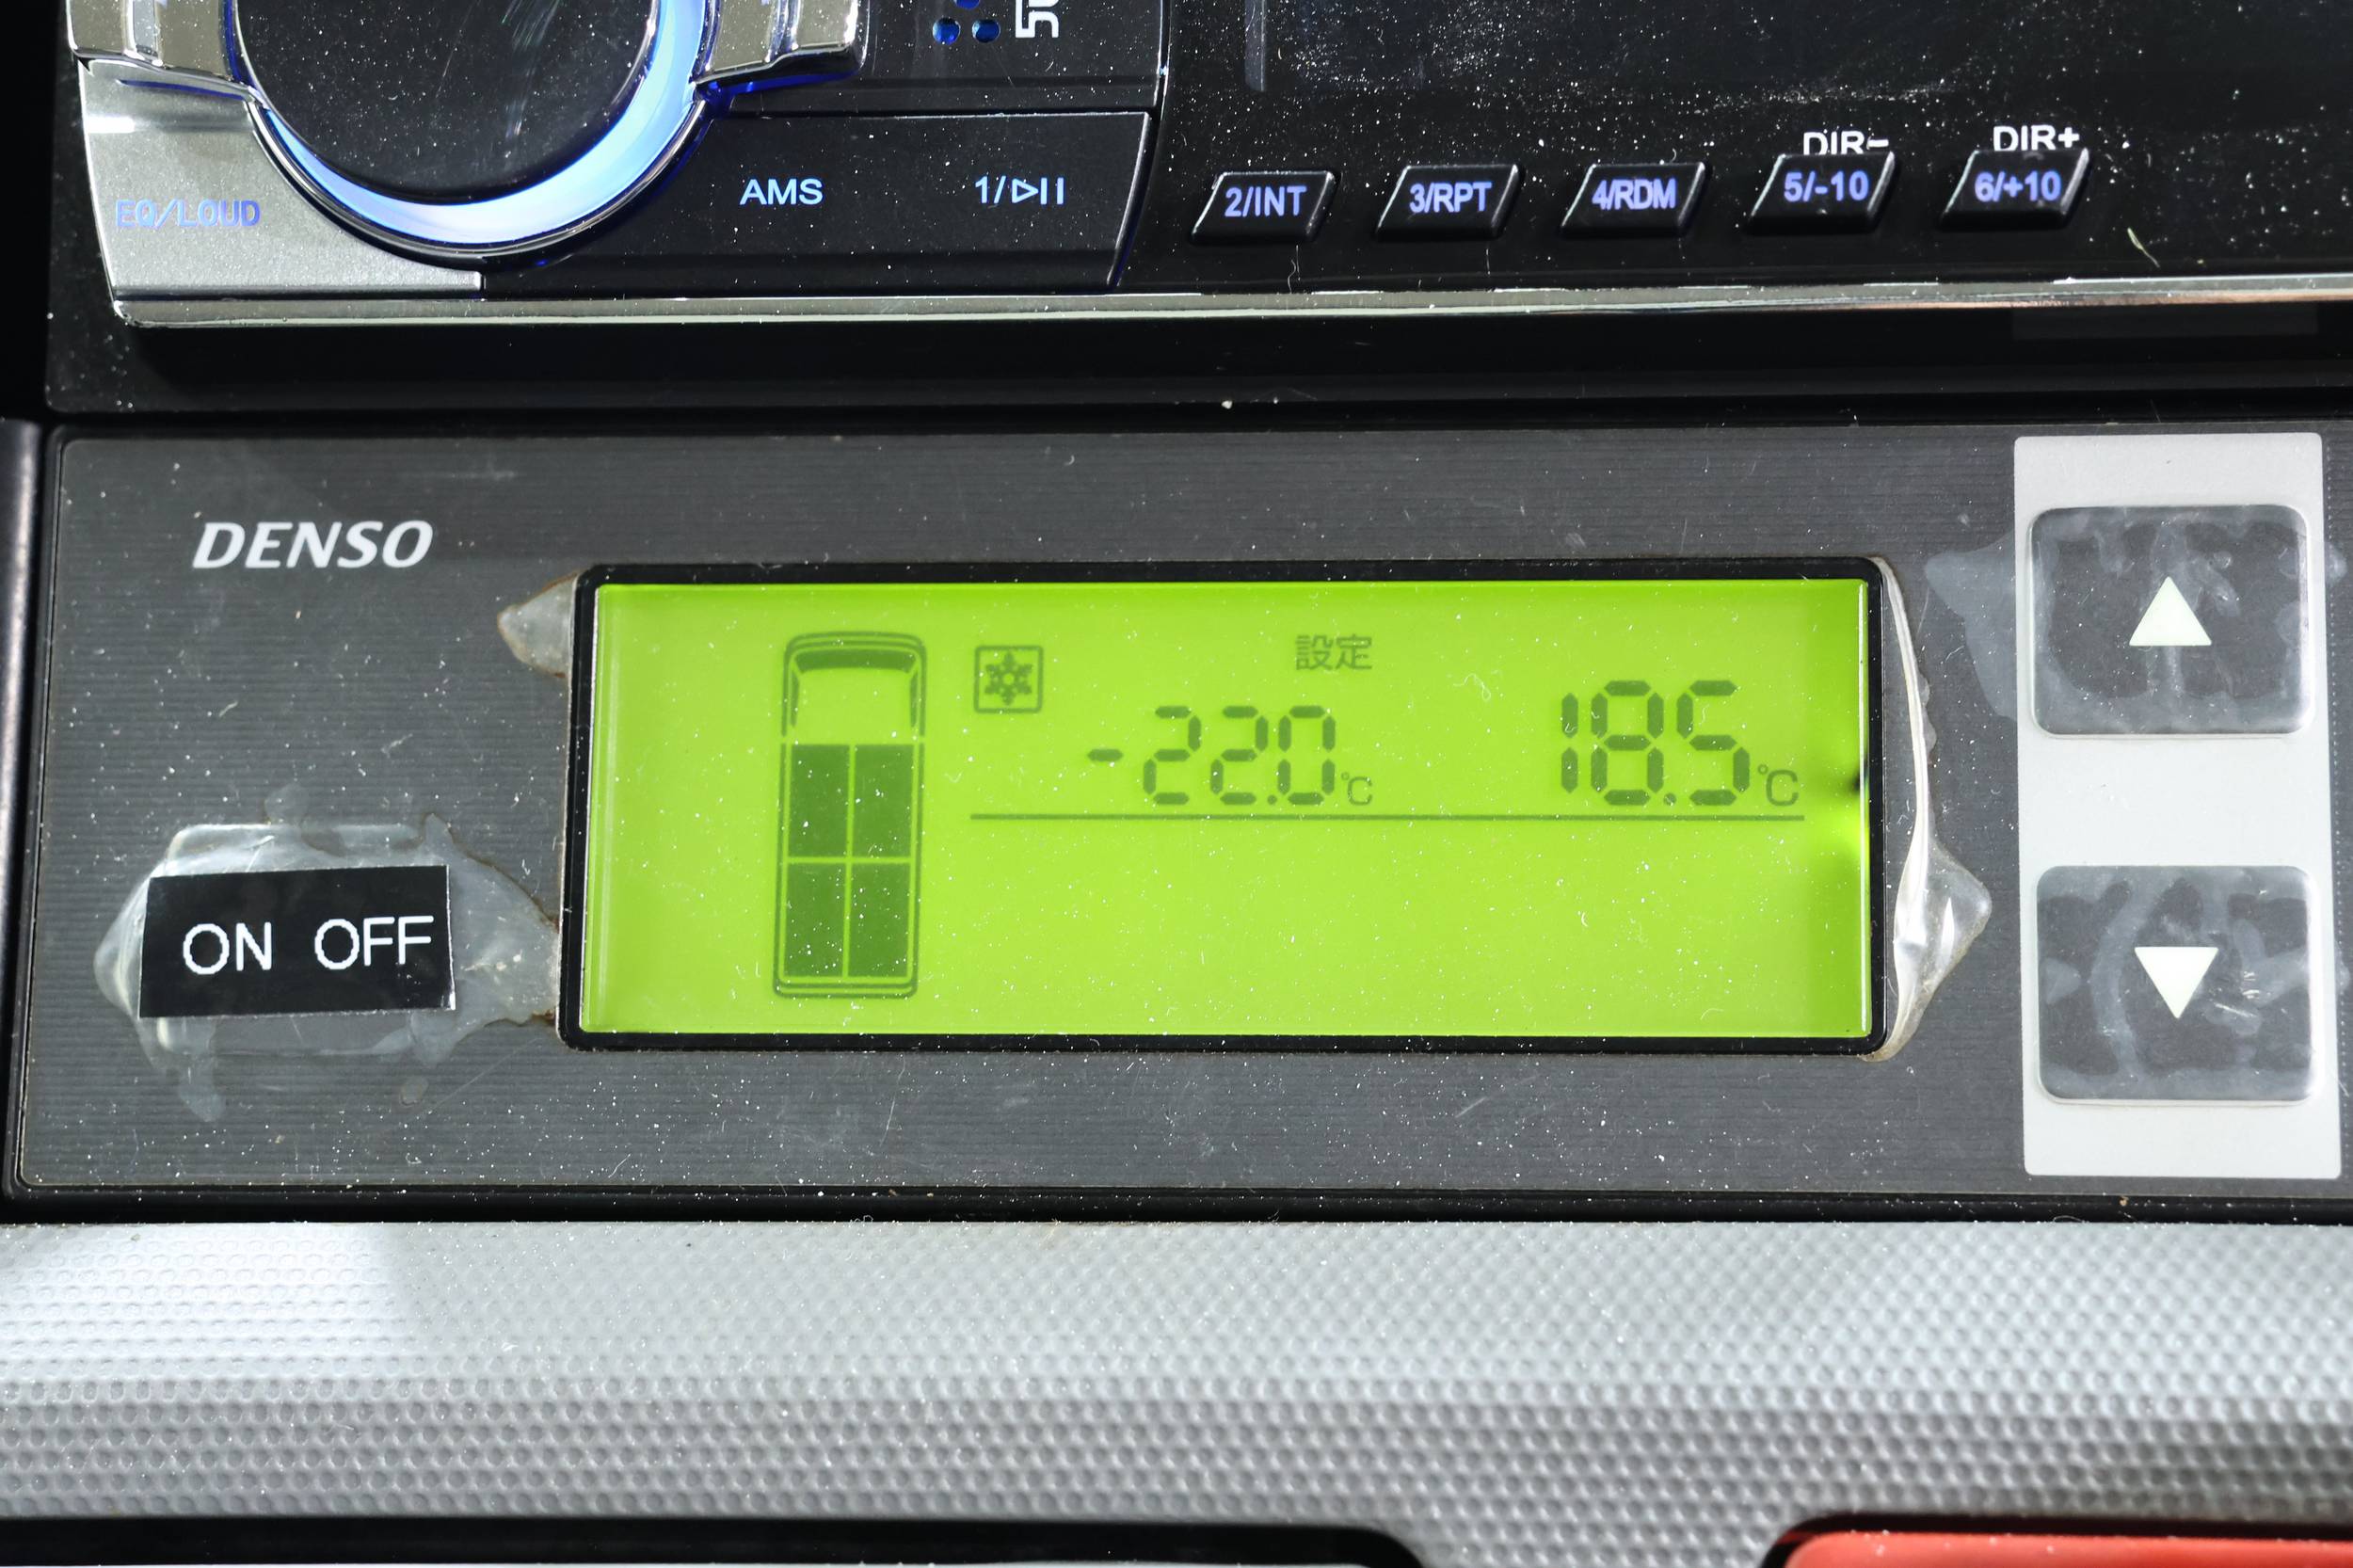 EQ/LOUD
AMS
1/▷II
2/INT
3/RPT
4/RDM
DIR-
5/-10
DIR+
6/+10
DENSO
設定
-22.0℃
18.5℃
ON OFF